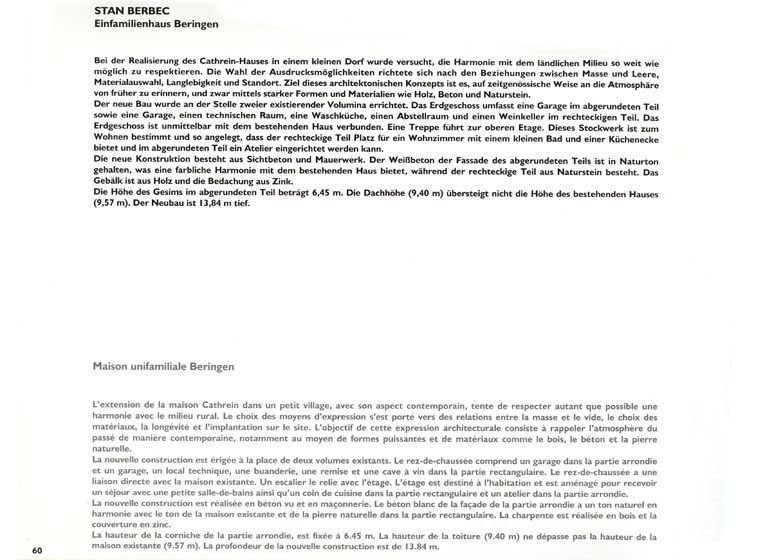 STAN BERBEC
Einfamilienhaus Beringen
Bei der Realisierung des Cathrein-Hauses in einem kleinen Dorf wurde versucht, die Harmonie mit dem ländlichen Milieu so weit wie
möglich zu respektieren. Die Wahl der Ausdrucksmöglichkeiten richtete sich nach den Beziehungen zwischen Masse und Leere,
Materialauswahl, Langlebigkeit und Standort. Ziel dieses architektonischen Konzepts ist es, auf zeitgenössische Weise an die Atmosphäre
von früher zu erinnern, und zwar mittels starker Formen und Materialien wie Holz, Beton und Naturstein.
Der neue Bau wurde an der Stelle zweier existierender Volumina errichtet. Das Erdgeschoss umfasst eine Garage im abgerundeten Teil
sowie eine Garage, einen technischen Raum, eine Waschküche, einen Abstellraum und einen Weinkeller im rechteckigen Teil. Das
Erdgeschoss ist unmittelbar mit dem bestehenden Haus verbunden. Eine Treppe führt zur oberen Etage. Dieses Stockwerk ist zum
Wohnen bestimmt und so angelegt, dass der rechteckige Teil Platz für ein Wohnzimmer mit einem kleinen Bad und einer Küchenecke
bietet und im abgerundeten Teil ein Atelier eingerichtet werden kann.
Die neue Konstruktion besteht aus Sichtbeton und Mauerwerk. Der Weißbeton der Fassade des abgerundeten Teils ist in Naturton
gehalten, was eine farbliche Harmonie mit dem bestehenden Haus bietet, während der rechteckige Teil aus Naturstein besteht. Das
Gebälk ist aus Holz und die Bedachung aus Zink.
Die Höhe des Gesims im abgerundeten Teil beträgt 6,45 m. Die Dachhöhe (9,40 m) übersteigt nicht die Höhe des bestehenden Hauses
(9,57 m). Der Neubau ist 13,84 m tief.
Maison unifamiliale Beringen
L'extension de la maison Cathrein dans un petit village, avec son aspect contemporain, tente de respecter autant que possible une
harmonie avec le milieu rural. Le choix des moyens d'expression s'est porté vers des relations entre la masse et le vide, le choix des
matériaux, la longévité et l'implantation sur le site. L'objectif de cette expression architecturale consiste à rappeler l'atmosphère du
passé de manière contemporaine, notamment au moyen de formes puissantes et de matériaux comme le bois, le béton et la pierre
naturelle.
La nouvelle construction est érigée à la place de deux volumes existants. Le rez-de-chaussée comprend un garage dans la partie arrondie
et un garage, un local technique, une buanderie, une remise et une cave à vin dans la partie rectangulaire. Le rez-de-chaussée a une
liaison directe avec la maison existante. Un escalier le relie avec l'étage. L'étage est destiné à l'habitation et est aménagé pour recevoir
un séjour avec une petite salle-de-bains ainsi qu'un coin de cuisine dans la partie rectangulaire et un atelier dans la partie arrondie.
La nouvelle construction est réalisée en béton vu et en maçonnerie. Le béton blanc de la façade de la partie arrondie a un ton naturel en
harmonie avec le ton de la maison existante et de la pierre naturelle dans la partie rectangulaire. La charpente est réalisée en bois et la
couverture en zinc.
La hauteur de la corniche de la partie arrondie, est fixée à 6.45 m. La hauteur de la toiture (9.40 m) ne dépasse pas la hauteur de la
maison existante (9.57 m). La profondeur de la nouvelle construction est de 13.84 m.
60